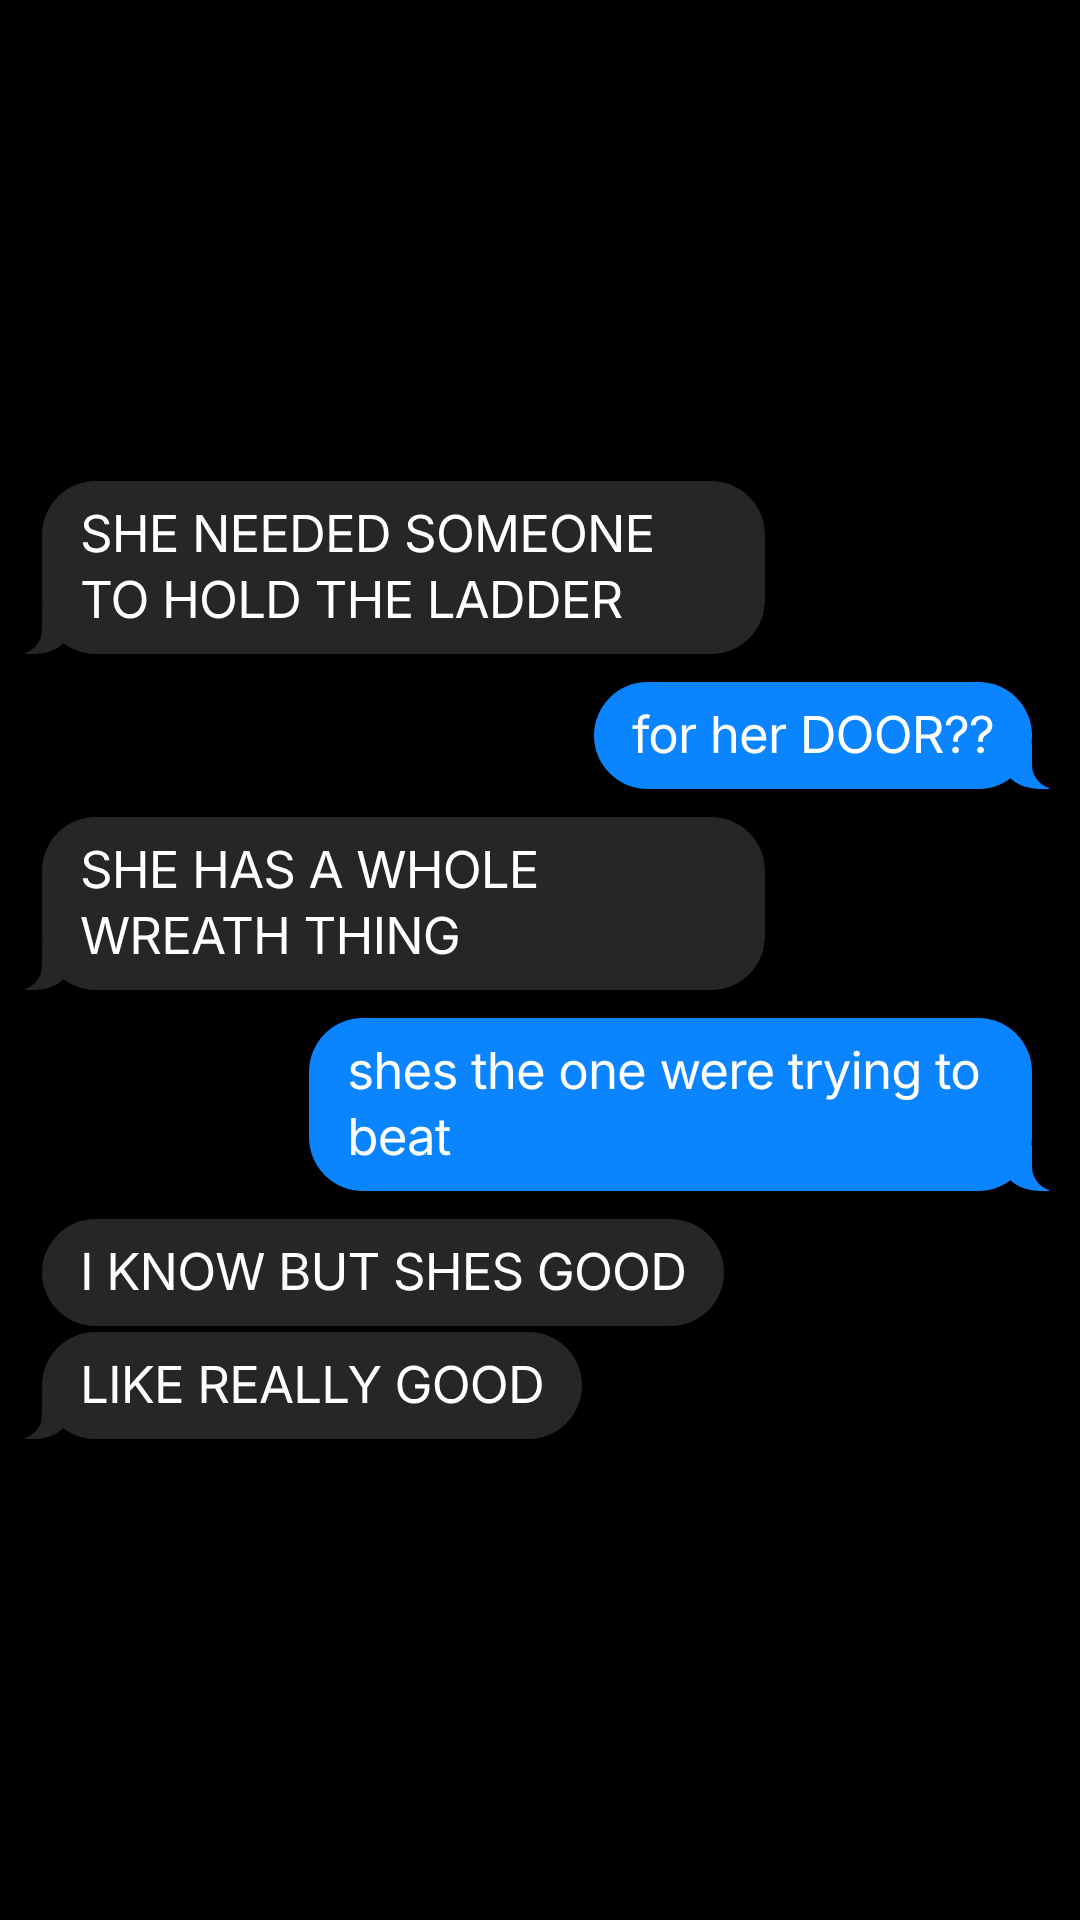 SHE NEEDED SOMEONE
TO HOLD THE LADDER
for her DOOR??
SHE HAS A WHOLE
WREATH THING
shes the one were trying to
beat
I KNOW BUT SHES GOOD
LIKE REALLY GOOD